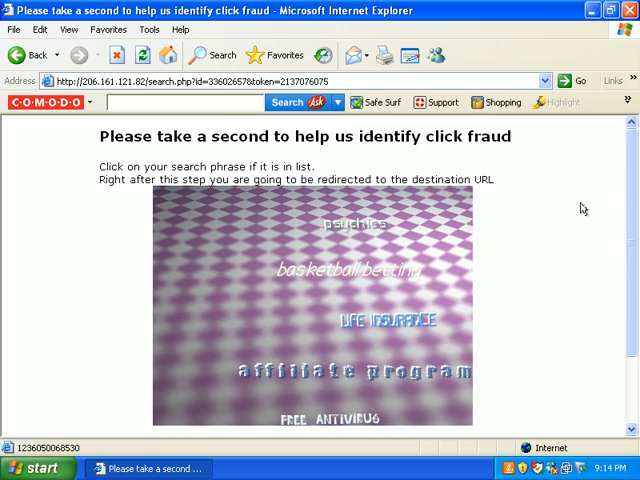 Please take a second to help us identify click fraud - Microsoft Internet Explorer
File Edit View Favorites Tools Help
Back Search Favorites
Address http://206.161.121.82/search.php?id=33602657&token=2137076075 Go Links »
C·O·M·O·D·O Search Ask Safe Surf Support Shopping Highlight »
Please take a second to help us identify click fraud
Click on your search phrase if it is in list.
Right after this step you are going to be redirected to the destination URL
psychics
basketball betting
LIFE INSURANCE
affiliate program
FREE ANTIVIRUS
1236050068530 Internet
start Please take a second ... 9:14 PM